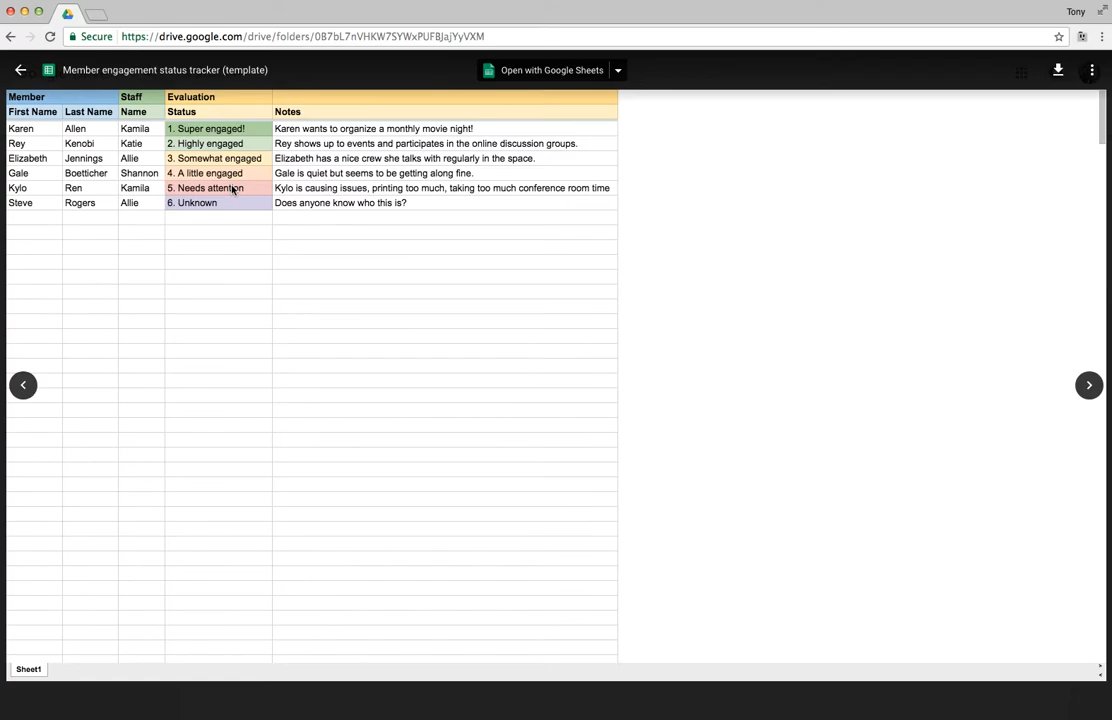 Tony
Secure https://drive.google.com/drive/folders/0B7bL7nVHKW7SYWxPUFBJajYyVXM
Member engagement status tracker (template) Open with Google Sheets
Member Staff Evaluation
First Name Last Name Name Status Notes
Karen Allen Kamila 1. Super engaged! Karen wants to organize a monthly movie night!
Rey Kenobi Katie 2. Highly engaged Rey shows up to events and participates in the online discussion groups.
Elizabeth Jennings Allie 3. Somewhat engaged Elizabeth has a nice crew she talks with regularly in the space.
Gale Boetticher Shannon 4. A little engaged Gale is quiet but seems to be getting along fine.
Kylo Ren Kamila 5. Needs attention Kylo is causing issues, printing too much, taking too much conference room time
Steve Rogers Allie 6. Unknown Does anyone know who this is?
Sheet1